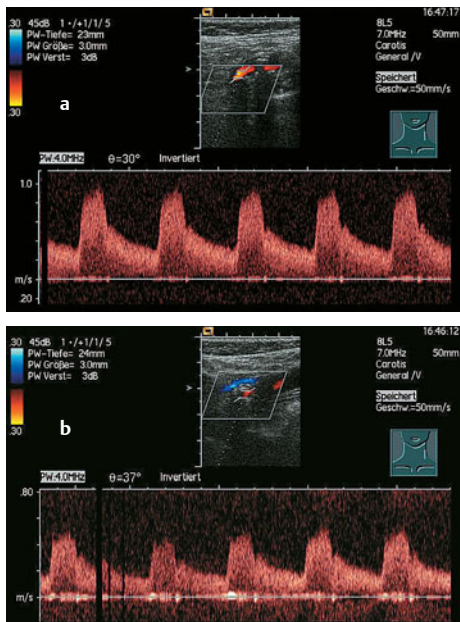 .30 45dB 1 •/+1/1/5 16:47:17
PW-Tiefe= 23mm 8L5
PW Größe= 3.0mm 7.0MHz 50mm
PW Verst= 3dB Carotis
General /V
Speichert
Geschw.=50mm/s
a
.30
PW:4.0MHz θ=30° Invertiert
1.0
m/s
.20
.30 45dB 1 •/+1/1/5 16:46:12
PW-Tiefe= 24mm 8L5
PW Größe= 3.0mm 7.0MHz 50mm
PW Verst= 3dB Carotis
General /V
Speichert
Geschw.=50mm/s
b
.30
PW:4.0MHz θ=37° Invertiert
.80
m/s